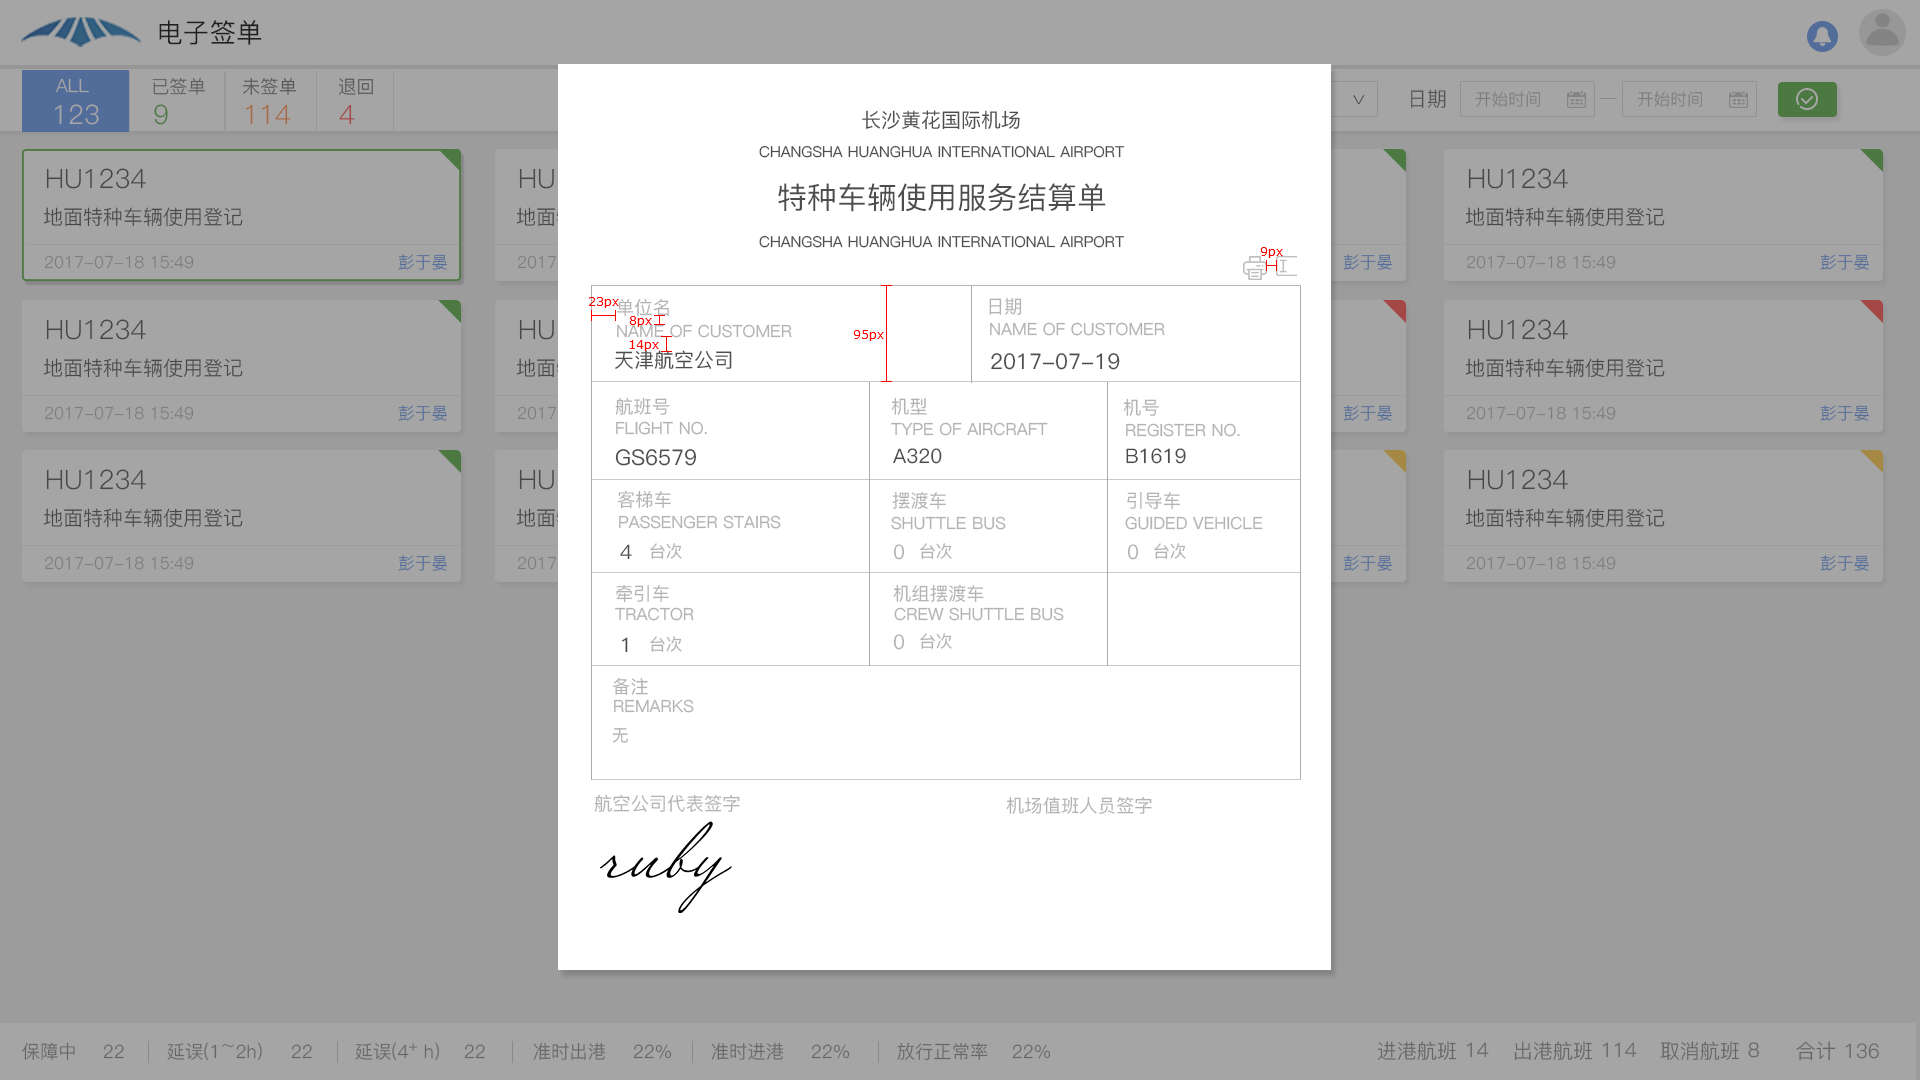 电子签单
ALL
123
已签单
9
未签单
114
退回
4
日期 开始时间 — 开始时间
HU1234
地面特种车辆使用登记
2017-07-18 15:49 彭于晏
HU
地面
2017
彭于晏
HU1234
地面特种车辆使用登记
2017-07-18 15:49 彭于晏
HU1234
地面特种车辆使用登记
2017-07-18 15:49 彭于晏
HU
地面
2017
彭于晏
HU1234
地面特种车辆使用登记
2017-07-18 15:49 彭于晏
HU1234
地面特种车辆使用登记
2017-07-18 15:49 彭于晏
HU
地面
2017
彭于晏
HU1234
地面特种车辆使用登记
2017-07-18 15:49 彭于晏
长沙黄花国际机场
CHANGSHA HUANGHUA INTERNATIONAL AIRPORT
特种车辆使用服务结算单
CHANGSHA HUANGHUA INTERNATIONAL AIRPORT
9px
23px
8px
14px
95px
单位名
NAME OF CUSTOMER
天津航空公司
日期
NAME OF CUSTOMER
2017-07-19
航班号
FLIGHT NO.
GS6579
机型
TYPE OF AIRCRAFT
A320
机号
REGISTER NO.
B1619
客梯车
PASSENGER STAIRS
4 台次
摆渡车
SHUTTLE BUS
0 台次
引导车
GUIDED VEHICLE
0 台次
牵引车
TRACTOR
1 台次
机组摆渡车
CREW SHUTTLE BUS
0 台次
备注
REMARKS
无
航空公司代表签字
机场值班人员签字
ruby
保障中 22 延误(1~2h) 22 延误(4+ h) 22 准时出港 22% 准时进港 22% 放行正常率 22% 进港航班 14 出港航班 114 取消航班 8 合计 136